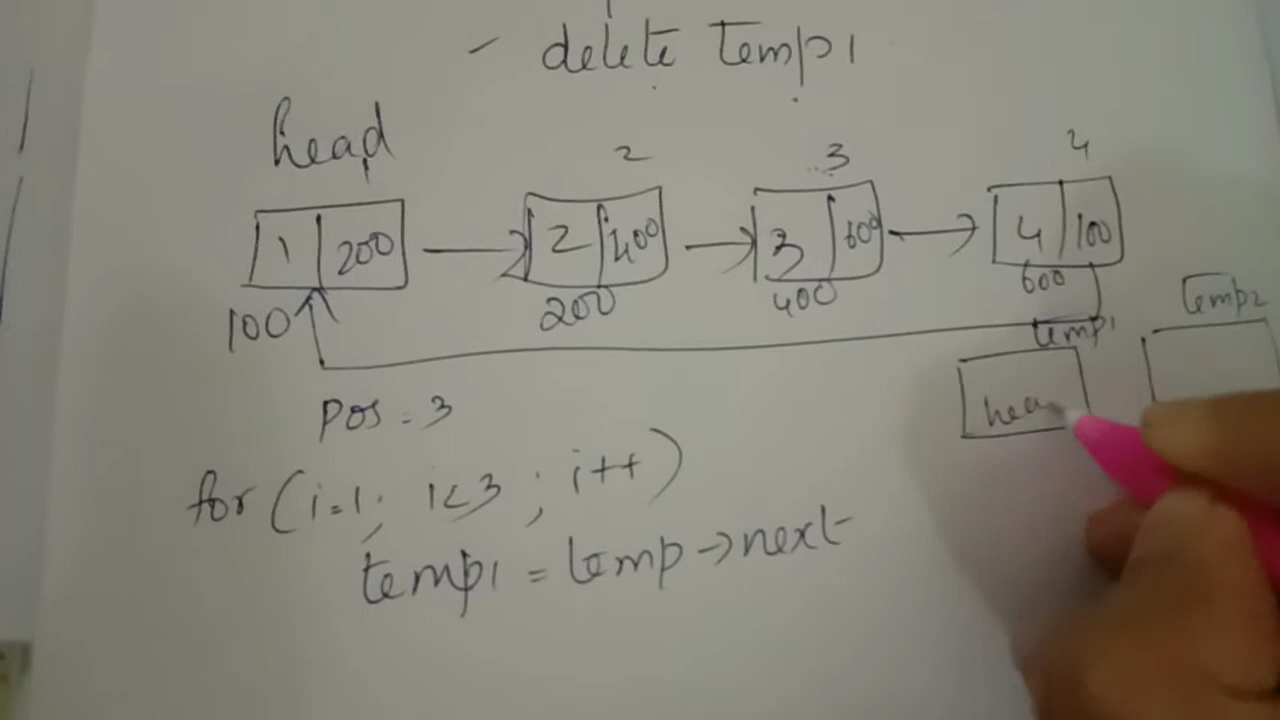 - delete temp1
head
2 3 4
1 200 2 400 3 600 4 100
100 200 400 600
temp1 temp2
hea
pos = 3
for (i=1; i<3; i++)
temp1 = temp->next